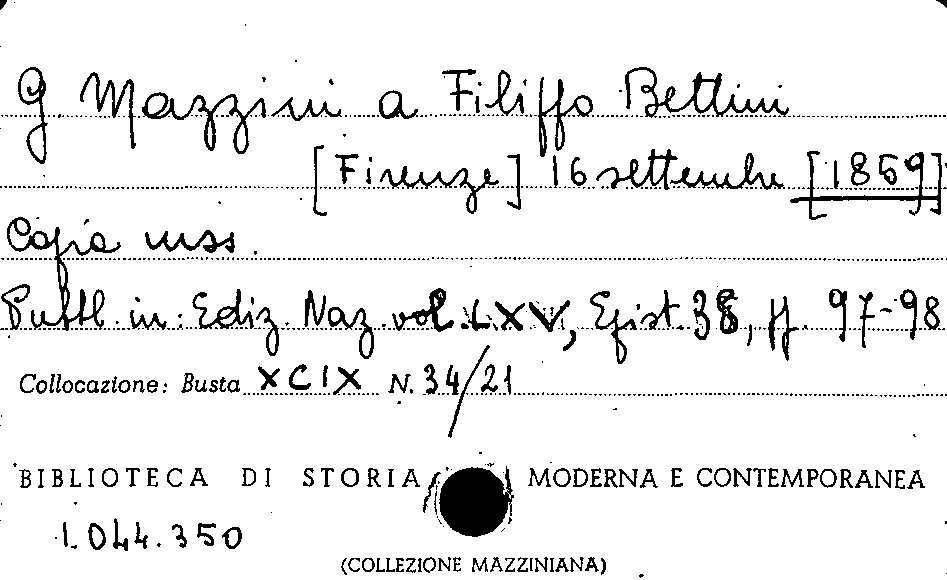 G. Mazzini a Filippo Bettini
[Firenze] 16 settembre [1859]
Copia mss.
Pubbl. in: Ediz. Naz. vol. LXV, Epist. 38, pp. 97-98
Collocazione: Busta XCIX N. 34/21
BIBLIOTECA DI STORIA MODERNA E CONTEMPORANEA
1.044.350
(COLLEZIONE MAZZINIANA)